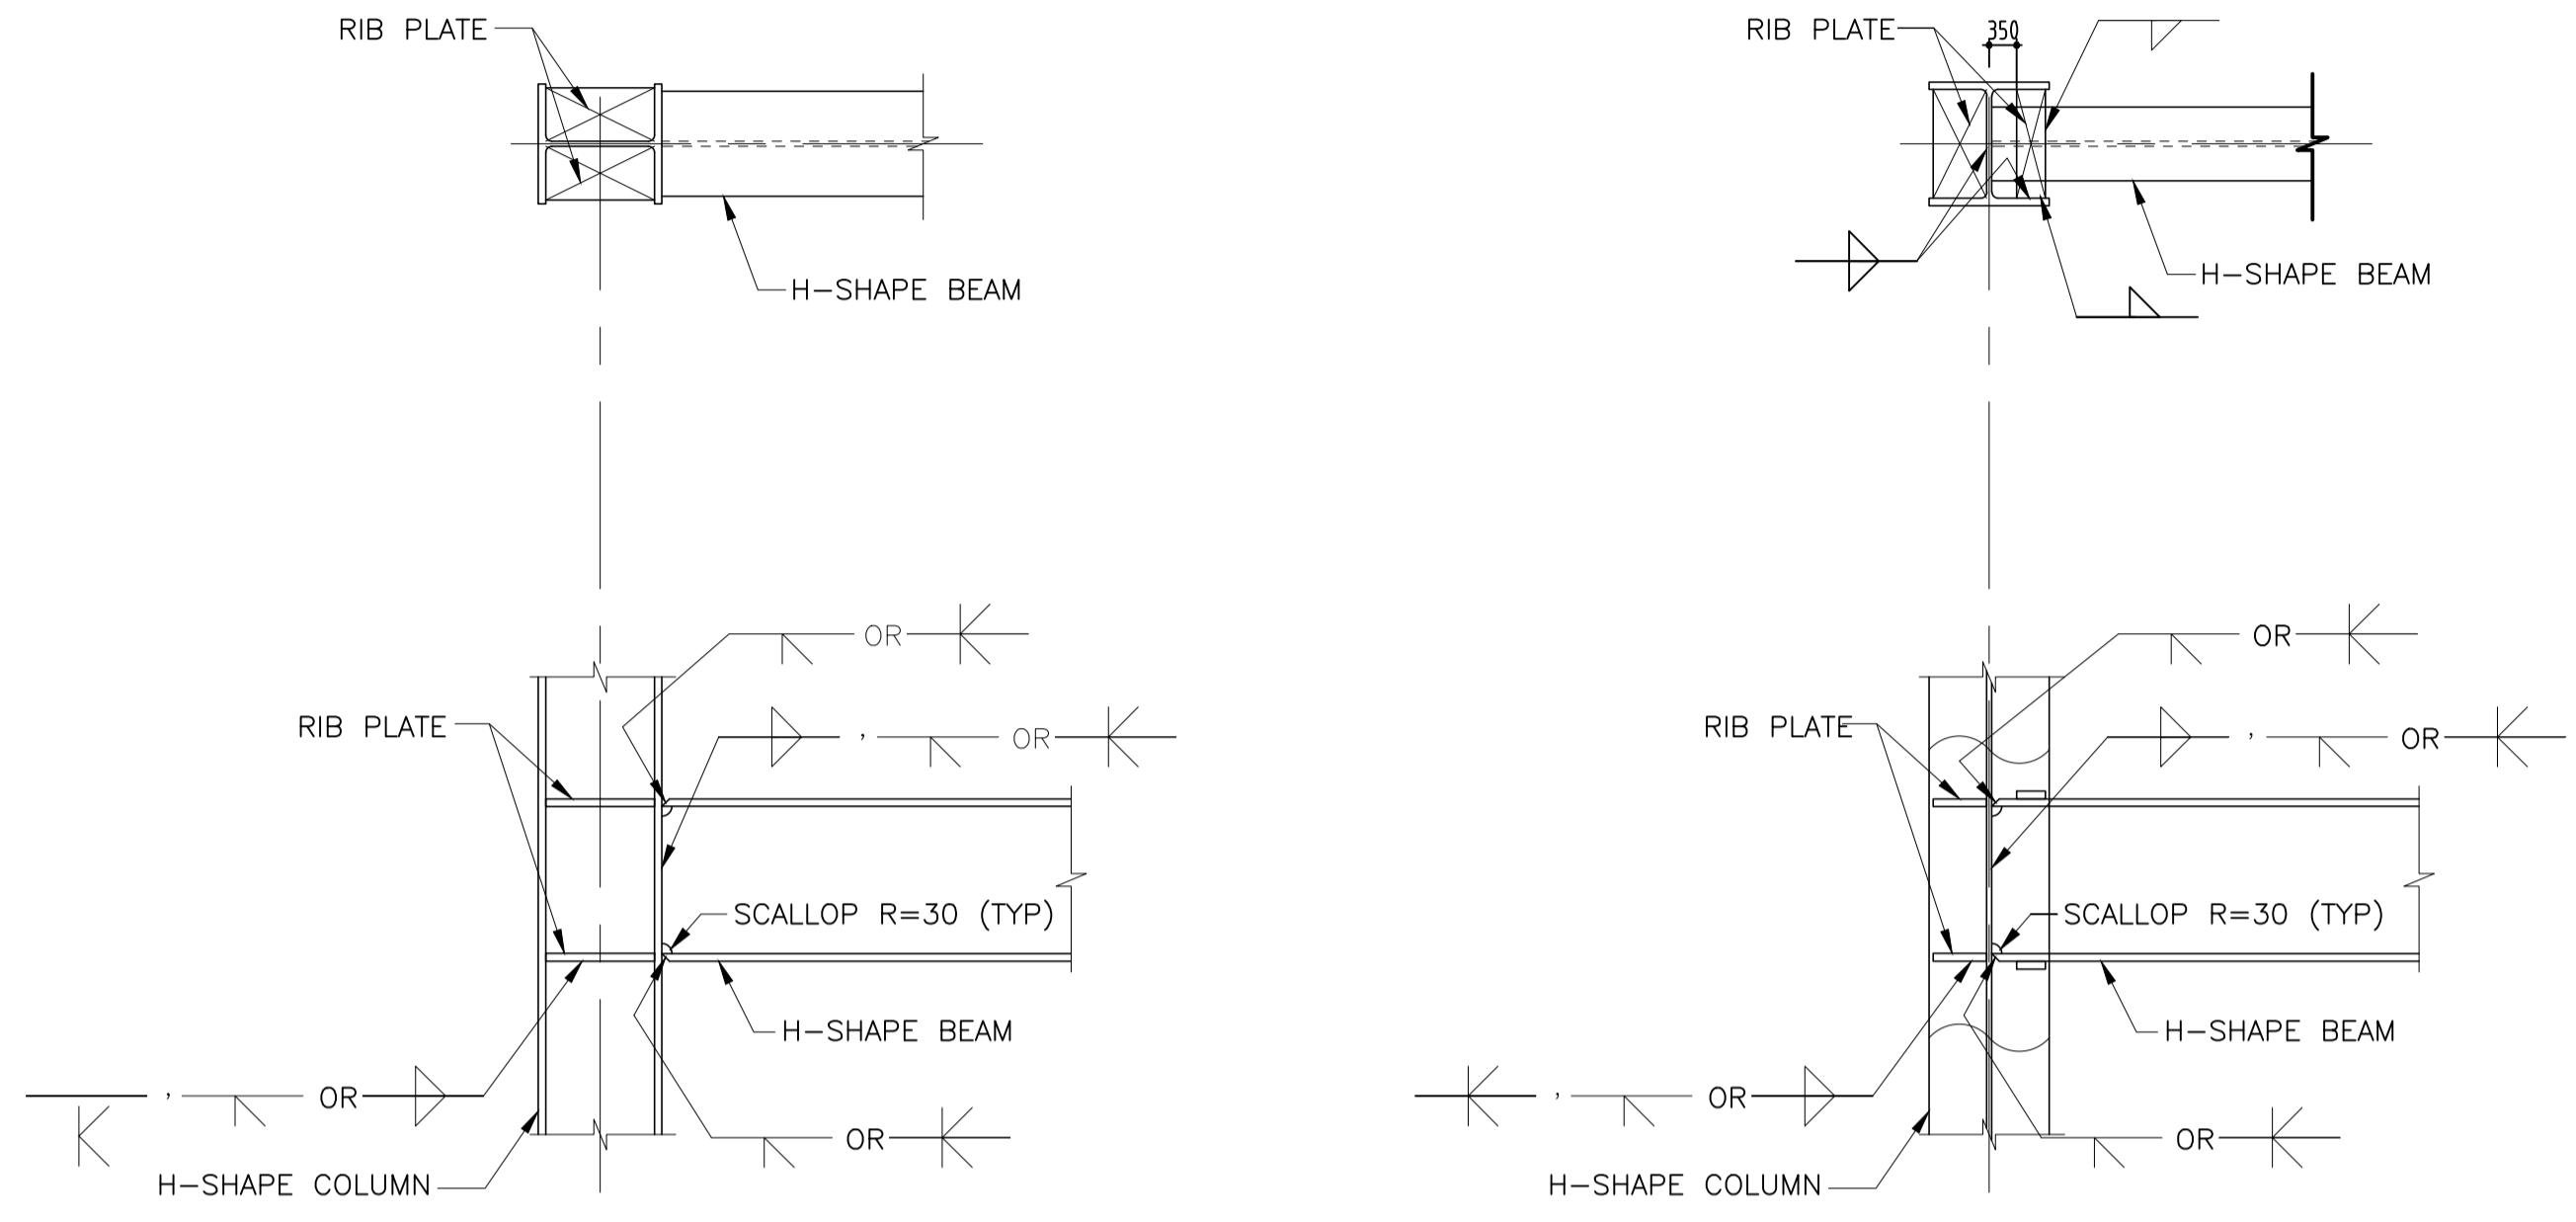 RIB PLATE
H-SHAPE BEAM
RIB PLATE
350
H-SHAPE BEAM
OR
RIB PLATE
, OR
SCALLOP R=30 (TYP)
H-SHAPE BEAM
, OR
OR
H-SHAPE COLUMN
OR
RIB PLATE
, OR
SCALLOP R=30 (TYP)
H-SHAPE BEAM
, OR
OR
H-SHAPE COLUMN